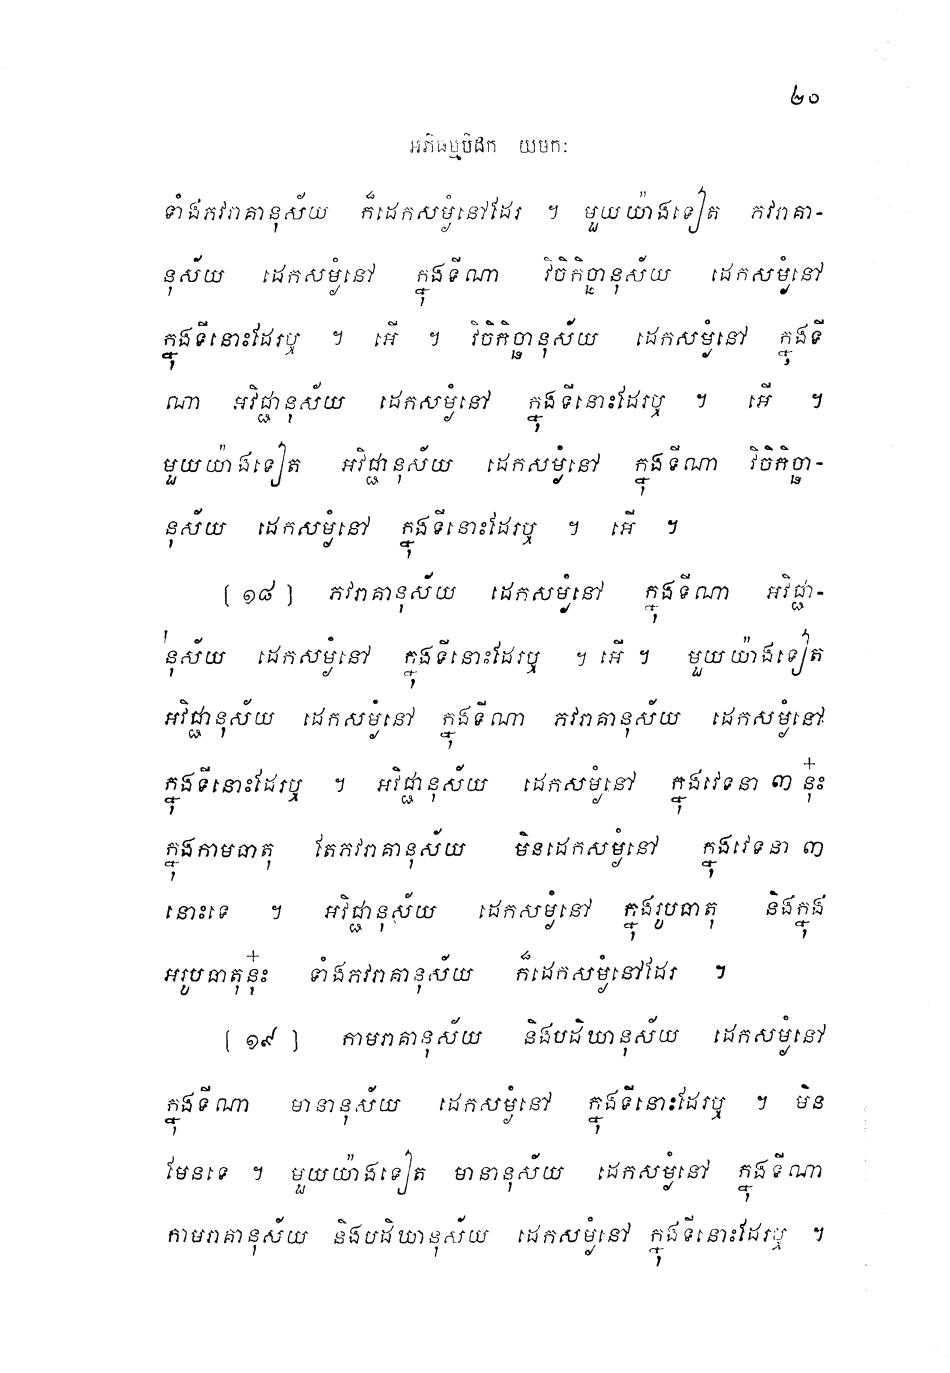 ២០
អភិធម្មបិដក យមកៈ
ទាំងភវរាគានុស័យ ក៏ដេកសម្ងំនៅដែរ ។ មួយយ៉ាងទៀត ភវរាគា-
នុស័យ ដេកសម្ងំនៅ ក្នុងទីណា វិចិកិច្ឆានុស័យ ដេកសម្ងំនៅ
ក្នុងទីនោះដែរឬ ។ អើ ។ វិចិកិច្ឆានុស័យ ដេកសម្ងំនៅ ក្នុងទី
ណា អវិជ្ជានុស័យ ដេកសម្ងំនៅ ក្នុងទីនោះដែរឬ ។ អើ ។
មួយយ៉ាងទៀត អវិជ្ជានុស័យ ដេកសម្ងំនៅ ក្នុងទីណា វិចិកិច្ឆា-
នុស័យ ដេកសម្ងំនៅ ក្នុងទីនោះដែរឬ ។ អើ ។
[ ១៨ ] ភវរាគានុស័យ ដេកសម្ងំនៅ ក្នុងទីណា អវិជ្ជា-
នុស័យ ដេកសម្ងំនៅ ក្នុងទីនោះដែរឬ ។ អើ ។ មួយយ៉ាងទៀត
អវិជ្ជានុស័យ ដេកសម្ងំនៅ ក្នុងទីណា ភវរាគានុស័យ ដេកសម្ងំនៅ
ក្នុងទីនោះដែរឬ ។ អវិជ្ជានុស័យ ដេកសម្ងំនៅ ក្នុងវេទនា ៣ នុ៎ះ
ក្នុងកាមធាតុ តែភវរាគានុស័យ មិនដេកសម្ងំនៅ ក្នុងវេទនា ៣
នោះទេ ។ អវិជ្ជានុស័យ ដេកសម្ងំនៅ ក្នុងរូបធាតុ និងក្នុង
អរូបធាតុនុ៎ះ ទាំងភវរាគានុស័យ ក៏ដេកសម្ងំនៅដែរ ។
[ ១៩ ] កាមរាគានុស័យ និងបដិឃានុស័យ ដេកសម្ងំនៅ
ក្នុងទីណា មានានុស័យ ដេកសម្ងំនៅ ក្នុងទីនោះដែរឬ ។ មិន
មែនទេ ។ មួយយ៉ាងទៀត មានានុស័យ ដេកសម្ងំនៅ ក្នុងទីណា
កាមរាគានុស័យ និងបដិឃានុស័យ ដេកសម្ងំនៅ ក្នុងទីនោះដែរឬ ។